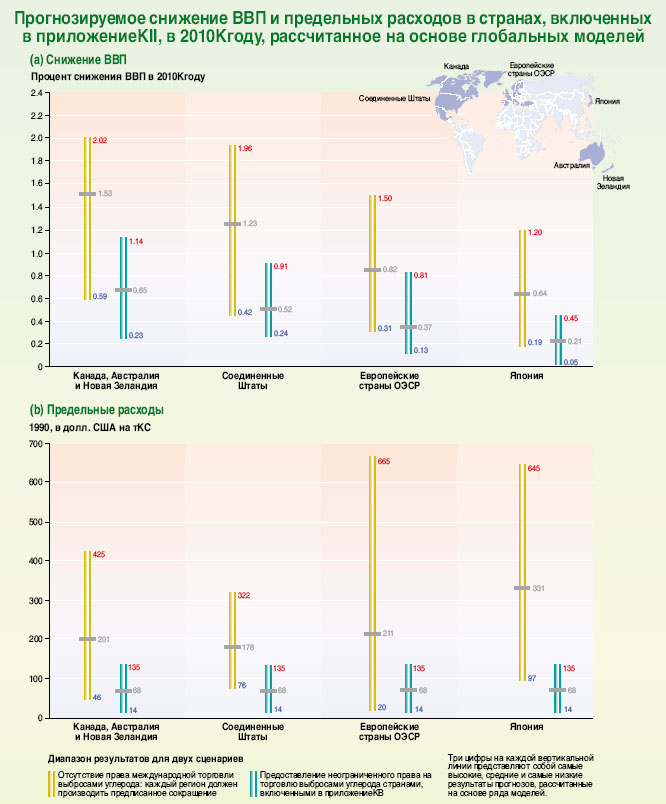 Прогнозируемое снижение ВВП и предельных расходов в странах, включенных
в приложениеKII, в 2010Kгоду, рассчитанное на основе глобальных моделей
(a) Снижение ВВП
Процент снижения ВВП в 2010Kгоду
Канада
Европейские
страны ОЭСР
Соединенные Штаты
Япония
Австралия
Новая
Зеландия
2.4
2.2
2.0
1.8
1.6
1.4
1.2
1.0
0.8
0.6
0.4
0.2
0
2.02
1.53
0.59
1.14
0.65
0.23
1.96
1.23
0.42
0.91
0.52
0.24
1.50
0.82
0.31
0.81
0.37
0.13
1.20
0.64
0.19
0.45
0.21
0.05
Канада, Австралия
и Новая Зеландия
Соединенные
Штаты
Европейские
страны ОЭСР
Япония
(b) Предельные расходы
1990, в долл. США на тКС
700
600
500
400
300
200
100
0
425
201
46
135
68
14
322
178
76
135
68
14
665
211
20
135
68
14
645
331
97
135
68
14
Канада, Австралия
и Новая Зеландия
Соединенные
Штаты
Европейские
страны ОЭСР
Япония
Диапазон результатов для двух сценариев
Отсутствие права международной торговли
выбросами углерода: каждый регион должен
производить предписанное сокращение
Предоставление неограниченного права на
торговлю выбросами углерода странами,
включенными в приложениеKB
Три цифры на каждой вертикальной
линии представляют собой самые
высокие, средние и самые низкие
результаты прогнозов, рассчитанные
на основе ряда моделей.